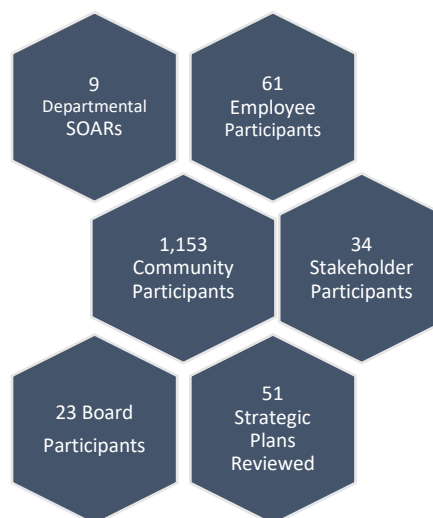 9
Departmental
SOARs
61
Employee
Participants
1,153
Community
Participants
34
Stakeholder
Participants
23 Board
Participants
51
Strategic
Plans
Reviewed